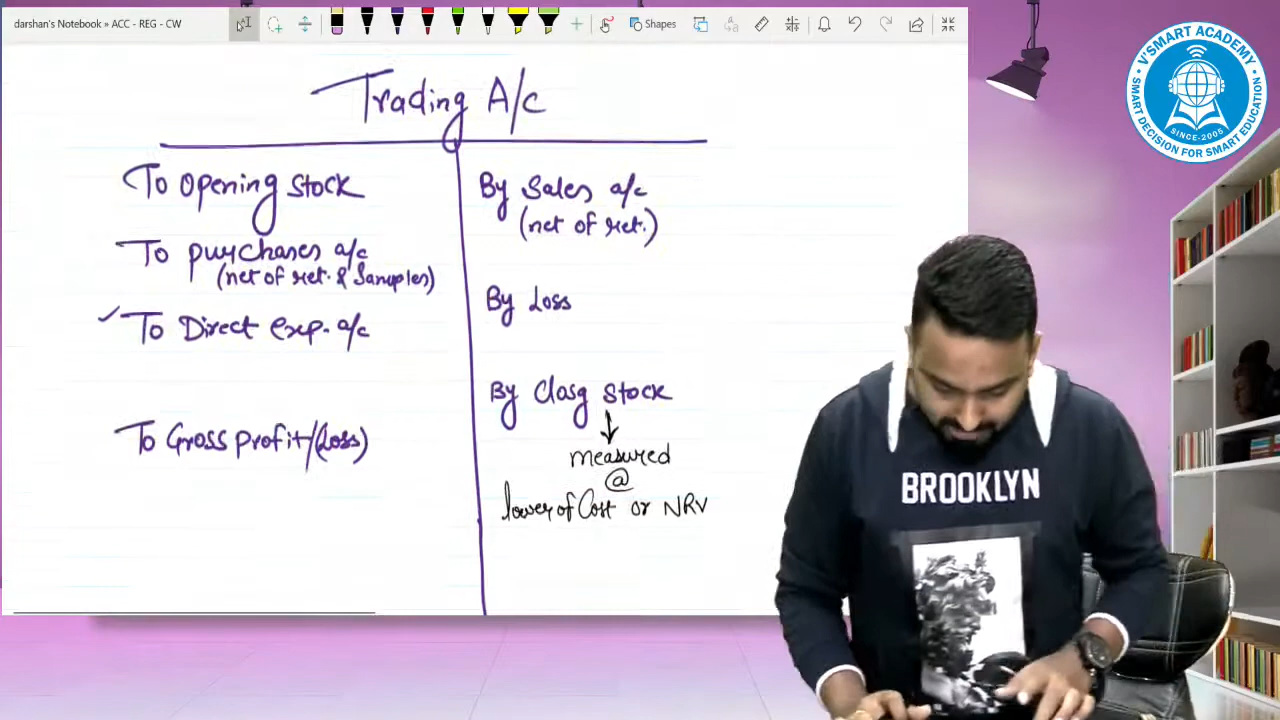 darshan's Notebook » ACC - REG - CW
Shapes
Trading A/c
To Opening Stock
To purchases a/c
(net of ret. & Samples)
✓ To Direct exp. a/c
To Gross profit/(Loss)
By Sales a/c
(net of ret.)
By Loss
By Closg Stock
measured
@
lower of Cost or NRV
V'SMART ACADEMY
SINCE-2005
SMART DECISION FOR SMART EDUCATION
BROOKLYN